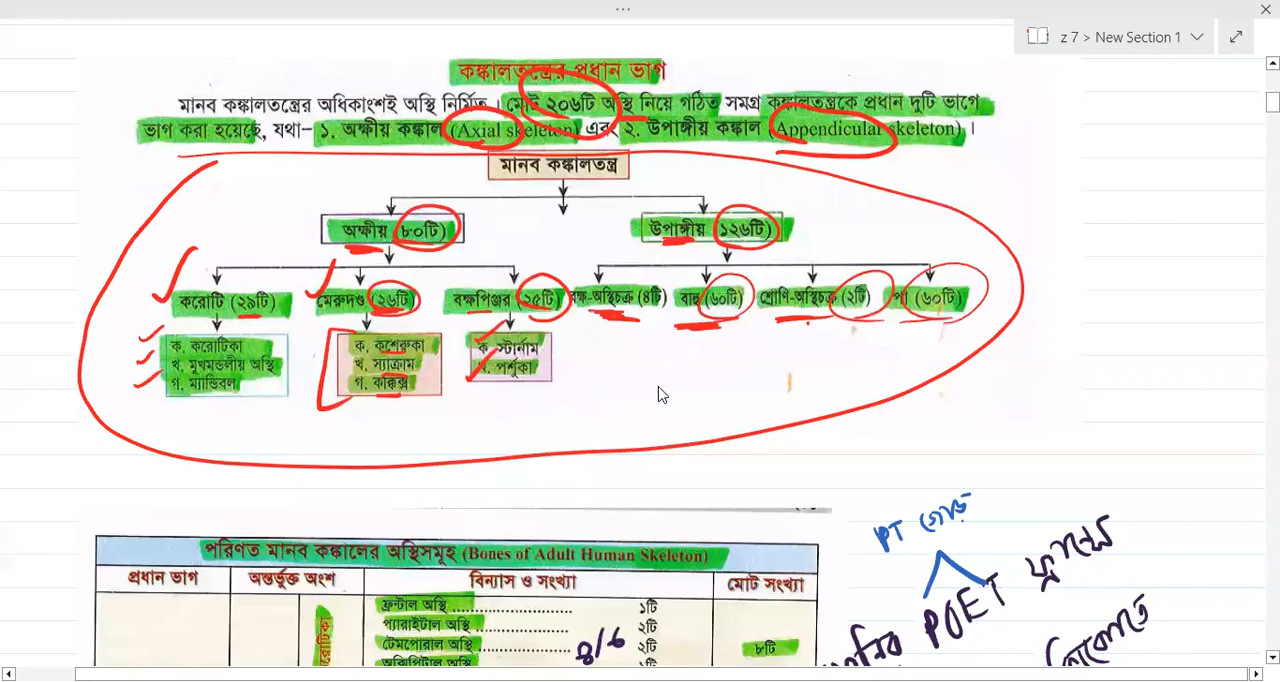 z 7 > New Section 1
কঙ্কালতন্ত্রের প্রধান ভাগ
মানব কঙ্কালতন্ত্রের অধিকাংশই অস্থি নির্মিত। মোট ২০৬টি অস্থি নিয়ে গঠিত সমগ্র কঙ্কালতন্ত্রকে প্রধান দুটি ভাগে
ভাগ করা হয়েছে, যথা– ১. অক্ষীয় কঙ্কাল (Axial skeleton) এবং ২. উপাঙ্গীয় কঙ্কাল (Appendicular skeleton)।
মানব কঙ্কালতন্ত্র
অক্ষীয় (৮০টি) উপাঙ্গীয় (১২৬টি)
করোটি (২৯টি) মেরুদণ্ড (২৬টি) বক্ষপিঞ্জর (২৫টি) বক্ষ-অস্থিচক্র (৪টি) বাহু (৬০টি) শ্রোণি-অস্থিচক্র (২টি) পা (৬০টি)
ক. করোটিকা
খ. মুখমন্ডলীয় অস্থি
গ. ম্যান্ডিবল
ক. কশেরুকা
খ. স্যাক্রাম
গ. কক্কিক্স
ক. স্টার্নাম
খ. পর্শুকা
পরিণত মানব কঙ্কালের অস্থিসমূহ (Bones of Adult Human Skeleton)
প্রধান ভাগ অন্তর্ভুক্ত অংশ বিন্যাস ও সংখ্যা মোট সংখ্যা
ফ্রন্টাল অস্থি ........................ ১টি
প্যারাইটাল অস্থি ........................ ২টি
টেমপোরাল অস্থি ........................ ২টি
৮টি
PT
POET